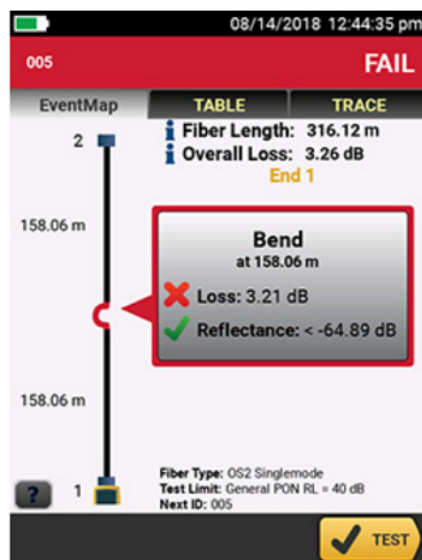 08/14/2018 12:44:35 pm
005 FAIL
EventMap TABLE TRACE
2
i Fiber Length: 316.12 m
i Overall Loss: 3.26 dB
End 1
158.06 m
Bend
at 158.06 m
Loss: 3.21 dB
Reflectance: < -64.89 dB
158.06 m
Fiber Type: OS2 Singlemode
Test Limit: General PON RL = 40 dB
Next ID: 005
? 1
TEST